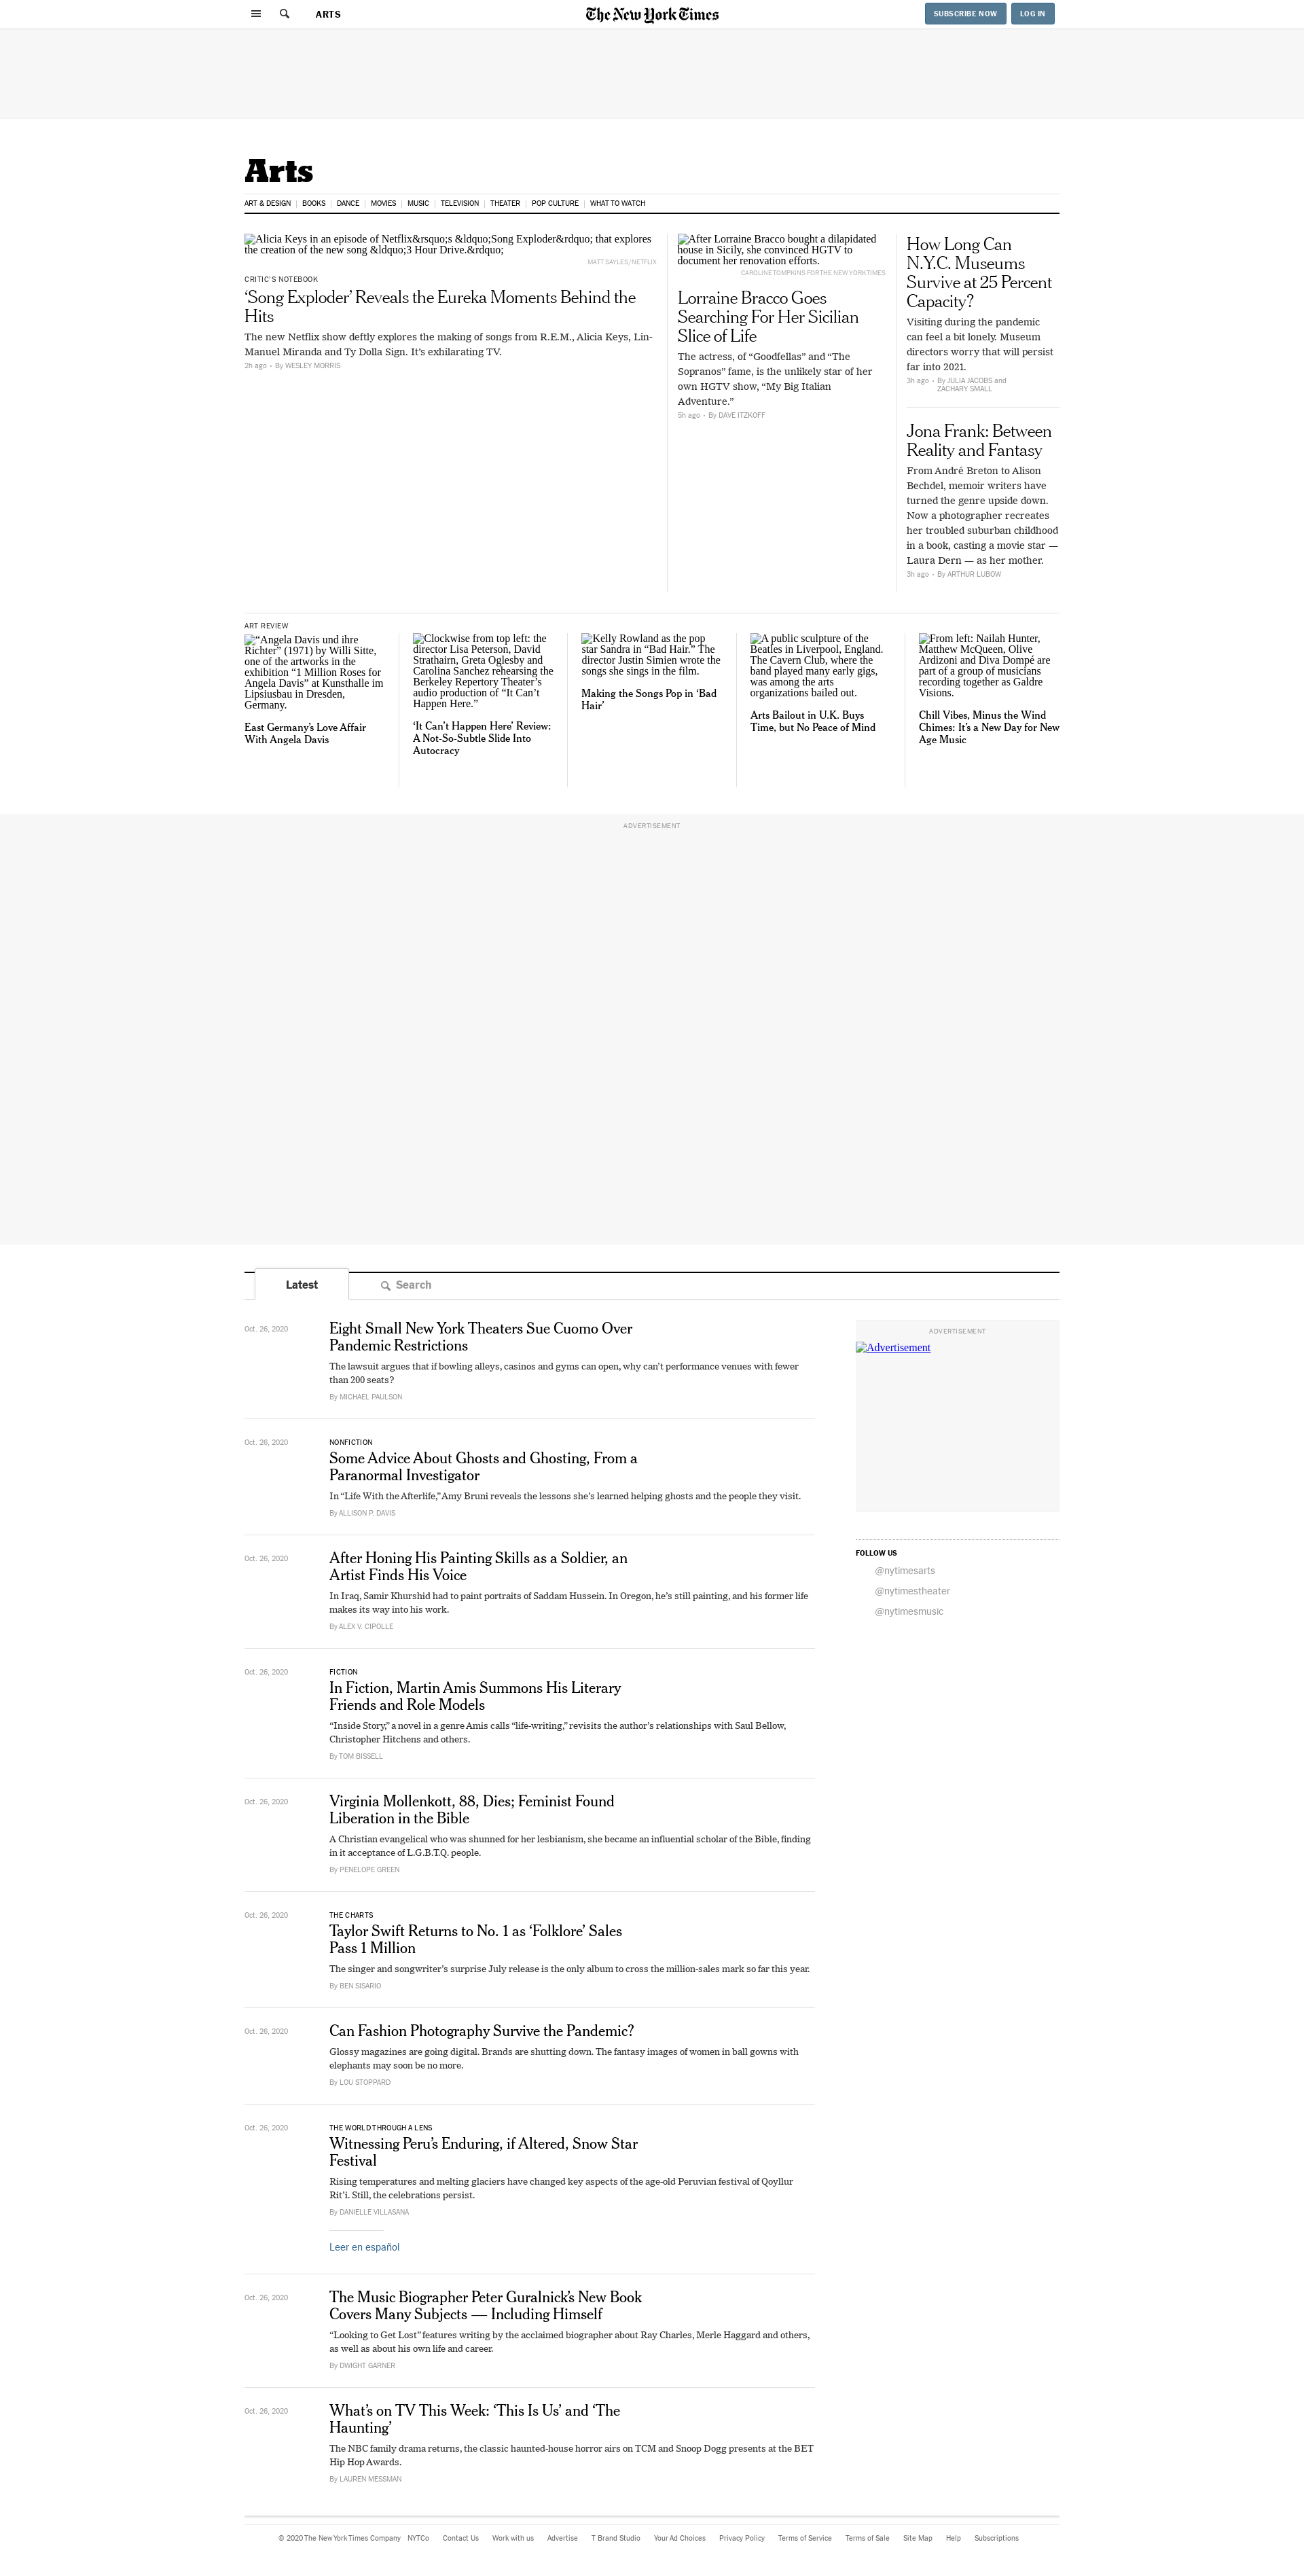 ARTS
The New York Times
SUBSCRIBE NOW
LOG IN
Arts
ART & DESIGN
BOOKS
DANCE
MOVIES
MUSIC
TELEVISION
THEATER
POP CULTURE
WHAT TO WATCH
Alicia Keys in an episode of Netflix&rsquo;s &ldquo;Song Exploder&rdquo; that explores
the creation of the new song &ldquo;3 Hour Drive.&rdquo;
MATT SAYLES/NETFLIX
CRITIC'S NOTEBOOK
‘Song Exploder’ Reveals the Eureka Moments Behind the
Hits
The new Netflix show deftly explores the making of songs from R.E.M., Alicia Keys, Lin-
Manuel Miranda and Ty Dolla Sign. It’s exhilarating TV.
2h ago • By WESLEY MORRIS
After Lorraine Bracco bought a dilapidated
house in Sicily, she convinced HGTV to
document her renovation efforts.
CAROLINE TOMPKINS FOR THE NEW YORK TIMES
Lorraine Bracco Goes
Searching For Her Sicilian
Slice of Life
The actress, of “Goodfellas” and “The
Sopranos” fame, is the unlikely star of her
own HGTV show, “My Big Italian
Adventure.”
5h ago • By DAVE ITZKOFF
How Long Can
N.Y.C. Museums
Survive at 25 Percent
Capacity?
Visiting during the pandemic
can feel a bit lonely. Museum
directors worry that will persist
far into 2021.
3h ago • By JULIA JACOBS and
ZACHARY SMALL
Jona Frank: Between
Reality and Fantasy
From André Breton to Alison
Bechdel, memoir writers have
turned the genre upside down.
Now a photographer recreates
her troubled suburban childhood
in a book, casting a movie star —
Laura Dern — as her mother.
3h ago • By ARTHUR LUBOW
ART REVIEW
“Angela Davis und ihre
Richter” (1971) by Willi Sitte,
one of the artworks in the
exhibition “1 Million Roses for
Angela Davis” at Kunsthalle im
Lipsiusbau in Dresden,
Germany.
East Germany’s Love Affair
With Angela Davis
Clockwise from top left: the
director Lisa Peterson, David
Strathairn, Greta Oglesby and
Carolina Sanchez rehearsing the
Berkeley Repertory Theater’s
audio production of “It Can’t
Happen Here.”
‘It Can’t Happen Here’ Review:
A Not-So-Subtle Slide Into
Autocracy
Kelly Rowland as the pop
star Sandra in “Bad Hair.” The
director Justin Simien wrote the
songs she sings in the film.
Making the Songs Pop in ‘Bad
Hair’
A public sculpture of the
Beatles in Liverpool, England.
The Cavern Club, where the
band played many early gigs,
was among the arts
organizations bailed out.
Arts Bailout in U.K. Buys
Time, but No Peace of Mind
From left: Nailah Hunter,
Matthew McQueen, Olive
Ardizoni and Diva Dompé are
part of a group of musicians
recording together as Galdre
Visions.
Chill Vibes, Minus the Wind
Chimes: It’s a New Day for New
Age Music
ADVERTISEMENT
Latest
Search
Oct. 26, 2020
Eight Small New York Theaters Sue Cuomo Over
Pandemic Restrictions
The lawsuit argues that if bowling alleys, casinos and gyms can open, why can’t performance venues with fewer
than 200 seats?
By MICHAEL PAULSON
Oct. 26, 2020
NONFICTION
Some Advice About Ghosts and Ghosting, From a
Paranormal Investigator
In “Life With the Afterlife,” Amy Bruni reveals the lessons she’s learned helping ghosts and the people they visit.
By ALLISON P. DAVIS
Oct. 26, 2020
After Honing His Painting Skills as a Soldier, an
Artist Finds His Voice
In Iraq, Samir Khurshid had to paint portraits of Saddam Hussein. In Oregon, he’s still painting, and his former life
makes its way into his work.
By ALEX V. CIPOLLE
Oct. 26, 2020
FICTION
In Fiction, Martin Amis Summons His Literary
Friends and Role Models
“Inside Story,” a novel in a genre Amis calls “life-writing,” revisits the author’s relationships with Saul Bellow,
Christopher Hitchens and others.
By TOM BISSELL
Oct. 26, 2020
Virginia Mollenkott, 88, Dies; Feminist Found
Liberation in the Bible
A Christian evangelical who was shunned for her lesbianism, she became an influential scholar of the Bible, finding
in it acceptance of L.G.B.T.Q. people.
By PENELOPE GREEN
Oct. 26, 2020
THE CHARTS
Taylor Swift Returns to No. 1 as ‘Folklore’ Sales
Pass 1 Million
The singer and songwriter’s surprise July release is the only album to cross the million-sales mark so far this year.
By BEN SISARIO
Oct. 26, 2020
Can Fashion Photography Survive the Pandemic?
Glossy magazines are going digital. Brands are shutting down. The fantasy images of women in ball gowns with
elephants may soon be no more.
By LOU STOPPARD
Oct. 26, 2020
THE WORLD THROUGH A LENS
Witnessing Peru’s Enduring, if Altered, Snow Star
Festival
Rising temperatures and melting glaciers have changed key aspects of the age-old Peruvian festival of Qoyllur
Rit’i. Still, the celebrations persist.
By DANIELLE VILLASANA
Leer en español
Oct. 26, 2020
The Music Biographer Peter Guralnick’s New Book
Covers Many Subjects — Including Himself
“Looking to Get Lost” features writing by the acclaimed biographer about Ray Charles, Merle Haggard and others,
as well as about his own life and career.
By DWIGHT GARNER
Oct. 26, 2020
What’s on TV This Week: ‘This Is Us’ and ‘The
Haunting’
The NBC family drama returns, the classic haunted-house horror airs on TCM and Snoop Dogg presents at the BET
Hip Hop Awards.
By LAUREN MESSMAN
ADVERTISEMENT
Advertisement
FOLLOW US
@nytimesarts
@nytimestheater
@nytimesmusic
© 2020 The New York Times Company
NYTCo
Contact Us
Work with us
Advertise
T Brand Studio
Your Ad Choices
Privacy Policy
Terms of Service
Terms of Sale
Site Map
Help
Subscriptions